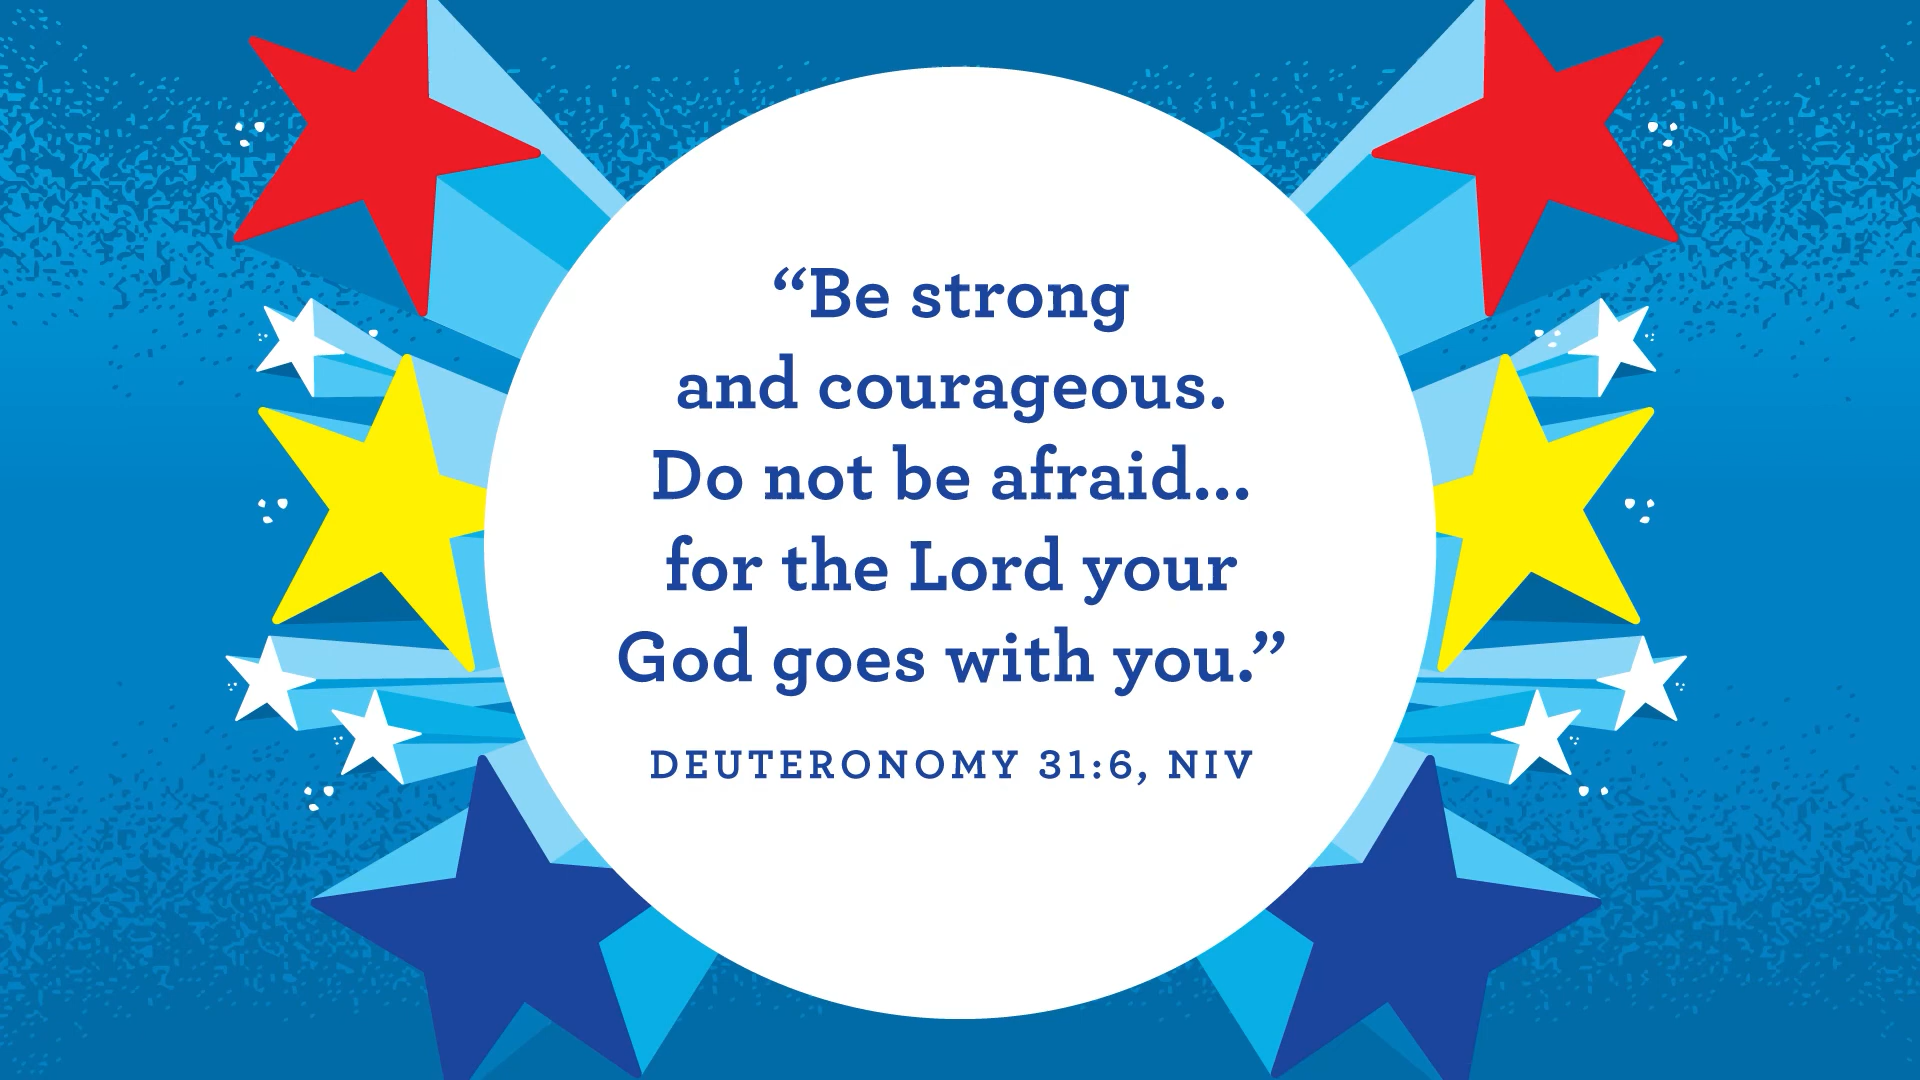 “Be strong
and courageous.
Do not be afraid...
for the Lord your
God goes with you.”
DEUTERONOMY 31:6, NIV